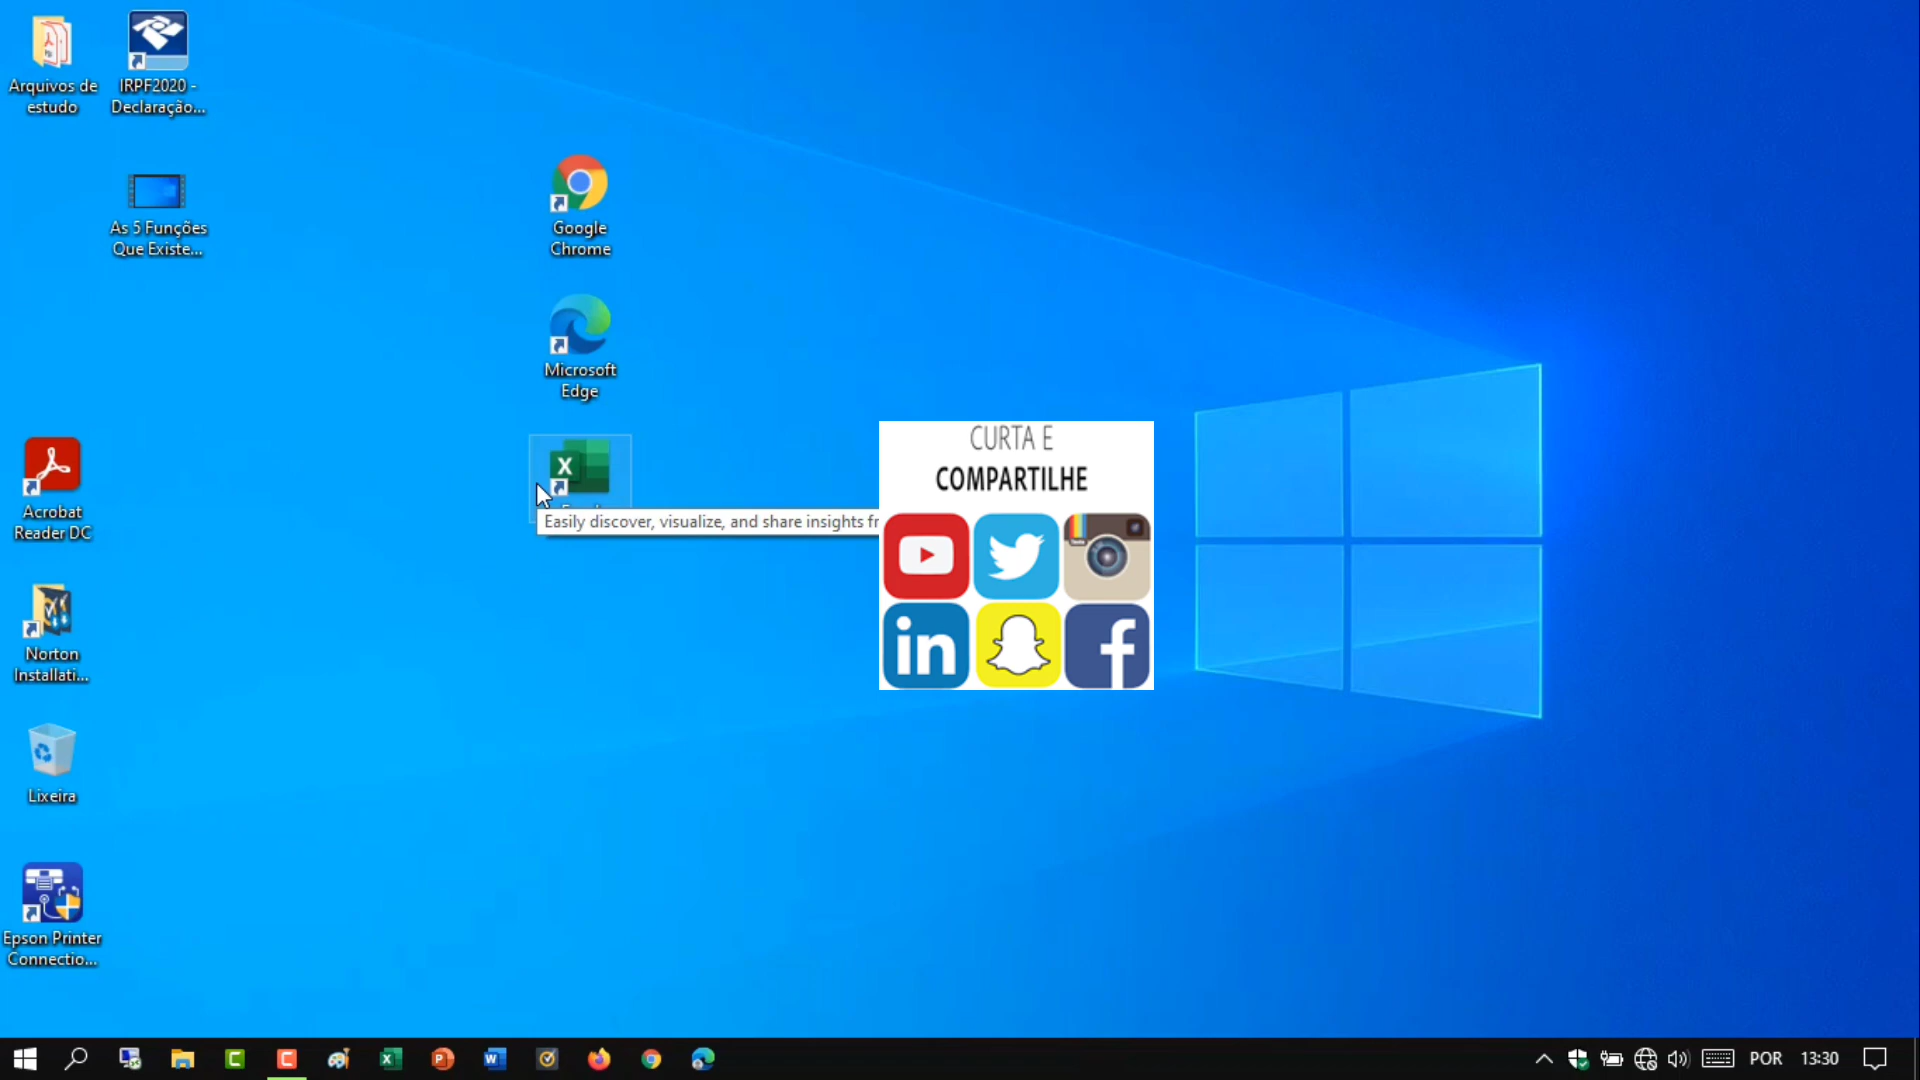 Arquivos de
estudo
IRPF2020 -
Declaração...
As 5 Funções
Que Existe...
Google
Chrome
Microsoft
Edge
Easily discover, visualize, and share insights fr
CURTA E
COMPARTILHE
Acrobat
Reader DC
Norton
Installati...
Lixeira
Epson Printer
Connectio...
POR
13:30